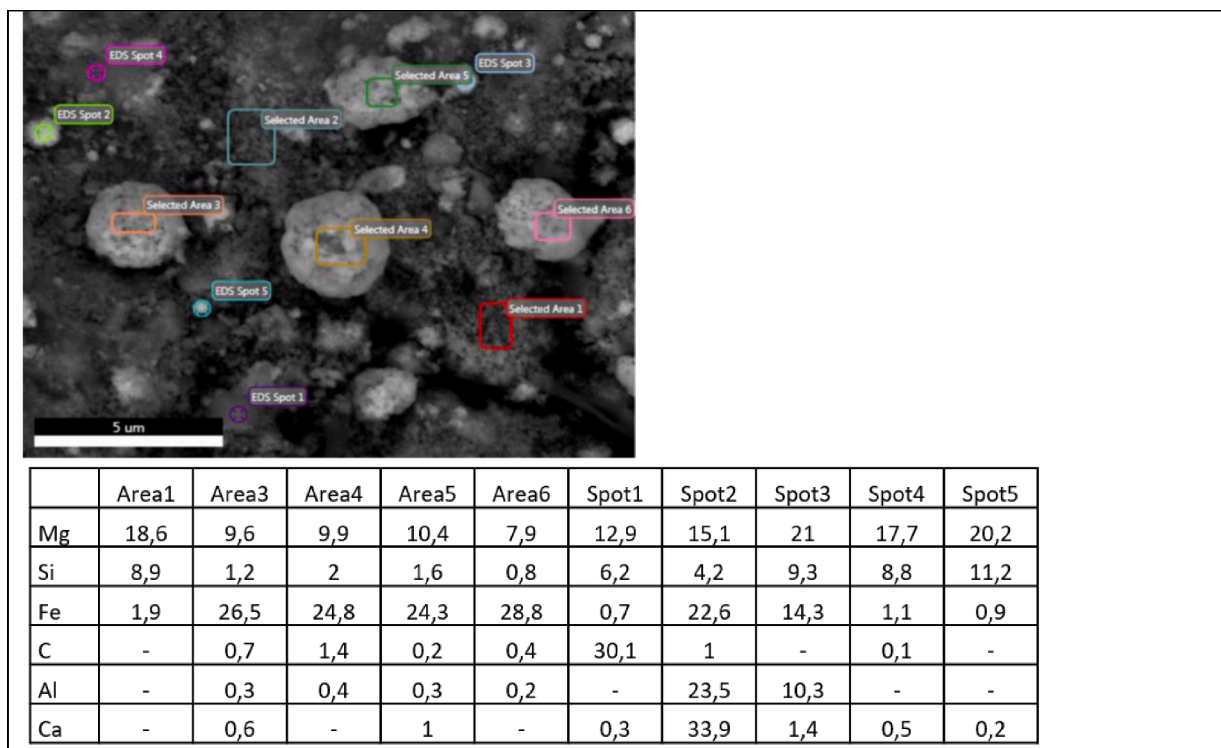 EDS Spot 4
Selected Area 5
EDS Spot 3
EDS Spot 2
Selected Area 2
Selected Area 3
Selected Area 6
Selected Area 4
EDS Spot 5
Selected Area 1
EDS Spot 1
5 um
Area1 Area3 Area4 Area5 Area6 Spot1 Spot2 Spot3 Spot4 Spot5
Mg 18,6 9,6 9,9 10,4 7,9 12,9 15,1 21 17,7 20,2
Si 8,9 1,2 2 1,6 0,8 6,2 4,2 9,3 8,8 11,2
Fe 1,9 26,5 24,8 24,3 28,8 0,7 22,6 14,3 1,1 0,9
C - 0,7 1,4 0,2 0,4 30,1 1 - 0,1 -
Al - 0,3 0,4 0,3 0,2 - 23,5 10,3 - -
Ca - 0,6 - 1 - 0,3 33,9 1,4 0,5 0,2